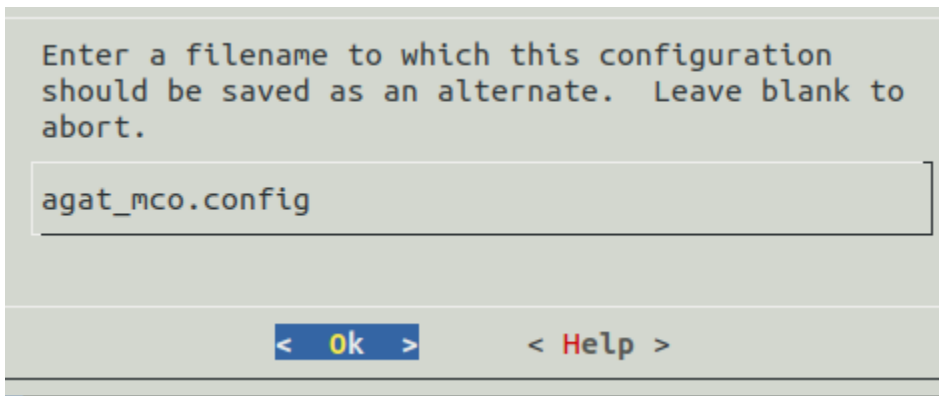 Enter a filename to which this configuration
should be saved as an alternate.  Leave blank to
abort.
agat_mco.config
<  Ok  >      < Help >